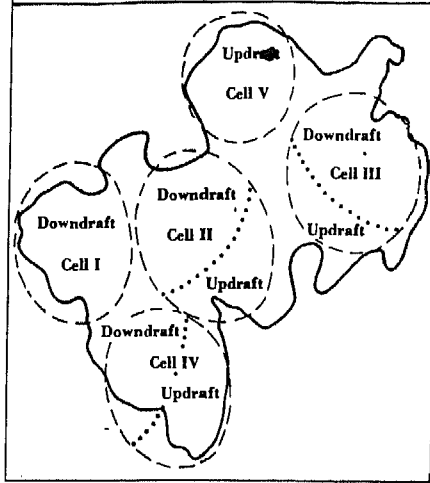 Updraft
Cell V
Downdraft
Cell III
Updraft
Downdraft
Cell II
Updraft
Downdraft
Cell I
Downdraft
Cell IV
Updraft